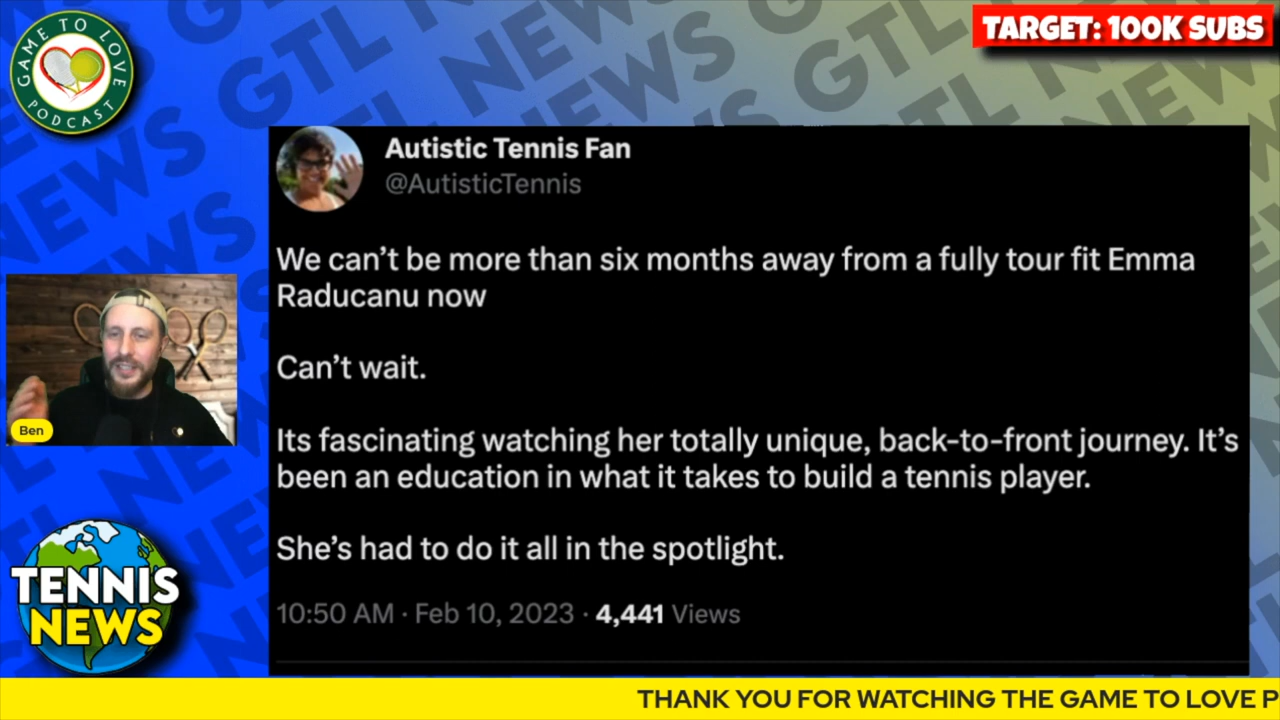 GAME TO LOVE
PODCAST
TARGET: 100K SUBS
GTL NEWS
Autistic Tennis Fan
@AutisticTennis
We can’t be more than six months away from a fully tour fit Emma
Raducanu now
Can’t wait.
Its fascinating watching her totally unique, back-to-front journey. It’s
been an education in what it takes to build a tennis player.
She’s had to do it all in the spotlight.
10:50 AM · Feb 10, 2023 · 4,441 Views
Ben
TENNIS
NEWS
THANK YOU FOR WATCHING THE GAME TO LOVE P